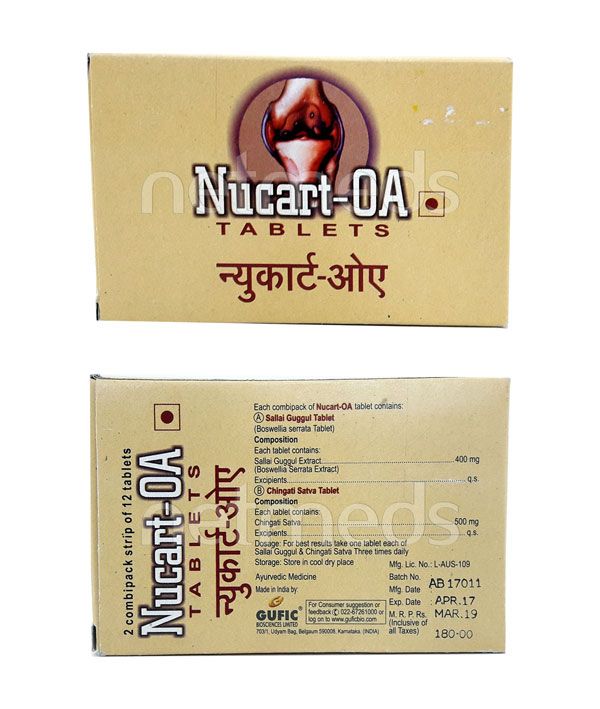 Nucart-OA
TABLETS
न्युकार्ट-ओए
netmeds
2 combipack strip of 12 tablets
Nucart-OA
TABLETS
न्युकार्ट-ओए
Each combipack of Nucart-OA tablet contains:
Ⓐ Sallai Guggul Tablet
(Boswellia serrata Tablet)
Composition
Each tablet contains:
Sallai Guggul Extract 400 mg
(Boswellia Serrata Extract)
Excipients q.s.
Ⓑ Chingati Satva Tablet
Composition
Each tablet contains:
Chingati Satva 500 mg
Excipients q.s.
Dosage: For best results take one tablet each of
Sallai Guggul & Chingati Satva Three times daily
Storage: Store in cool dry place
Ayurvedic Medicine
Made in India by:
GUFIC®
BIOSCIENCES LIMITED
For Consumer suggestion or
feedback ✆ 022-67261000 or
log on to www.guficbio.com
703/1, Udyam Bag, Belgaum 590008, Karnataka. (INDIA)
Mfg. Lic. No.: L-AUS-109
Batch No. AB 17011
Mfg. Date APR.17
Exp. Date MAR.19
M. R. P. Rs. 180-00
(Inclusive of
all Taxes)
netmeds